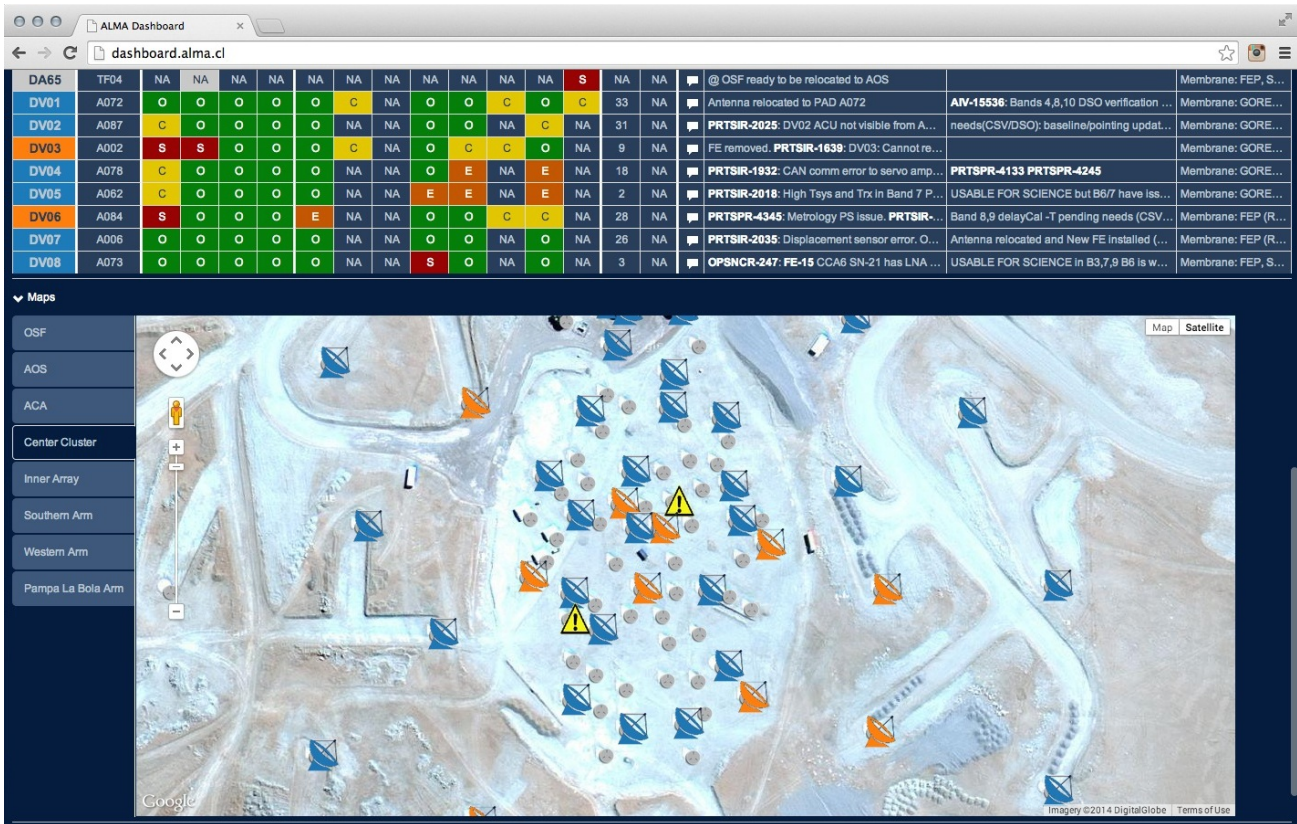 ALMA Dashboard
dashboard.alma.cl
DA65 TF04 NA NA NA NA NA NA NA NA NA NA NA S NA NA @ OSF ready to be relocated to AOS Membrane: FEP, S...
DV01 A072 O O O O O C NA O O C O C 33 NA Antenna relocated to PAD A072 AIV-15536: Bands 4,8,10 DSO verification ... Membrane: GORE...
DV02 A087 C O O O O NA NA O O NA C NA 31 NA PRTSIR-2025: DV02 ACU not visible from A... needs(CSV/DSO): baseline/pointing updat... Membrane: GORE...
DV03 A002 S S O O O C NA O C C O NA 9 NA FE removed. PRTSIR-1639: DV03: Cannot re... Membrane: GORE...
DV04 A078 C O O O O NA NA O E NA E NA 18 NA PRTSIR-1932: CAN comm error to servo amp... PRTSPR-4133 PRTSPR-4245 Membrane: GORE...
DV05 A062 C O O O O NA NA E E NA E NA 2 NA PRTSIR-2018: High Tsys and Trx in Band 7 P... USABLE FOR SCIENCE but B6/7 have iss... Membrane: GORE...
DV06 A084 S O O O E NA NA O O C C NA 28 NA PRTSPR-4345: Metrology PS issue. PRTSIR-... Band 8,9 delayCal -T pending needs (CSV... Membrane: FEP (R...
DV07 A006 O O O O O NA NA O O NA O NA 26 NA PRTSIR-2035: Displacement sensor error. O... Antenna relocated and New FE installed (... Membrane: FEP (R...
DV08 A073 O O O O O NA NA S O NA O NA 3 NA OPSNCR-247: FE-15 CCA6 SN-21 has LNA ... USABLE FOR SCIENCE in B3,7,9 B6 is w... Membrane: FEP, S...
Maps
OSF
AOS
ACA
Center Cluster
Inner Array
Southern Arm
Western Arm
Pampa La Bola Arm
Map Satellite
Google
Imagery ©2014 DigitalGlobe Terms of Use